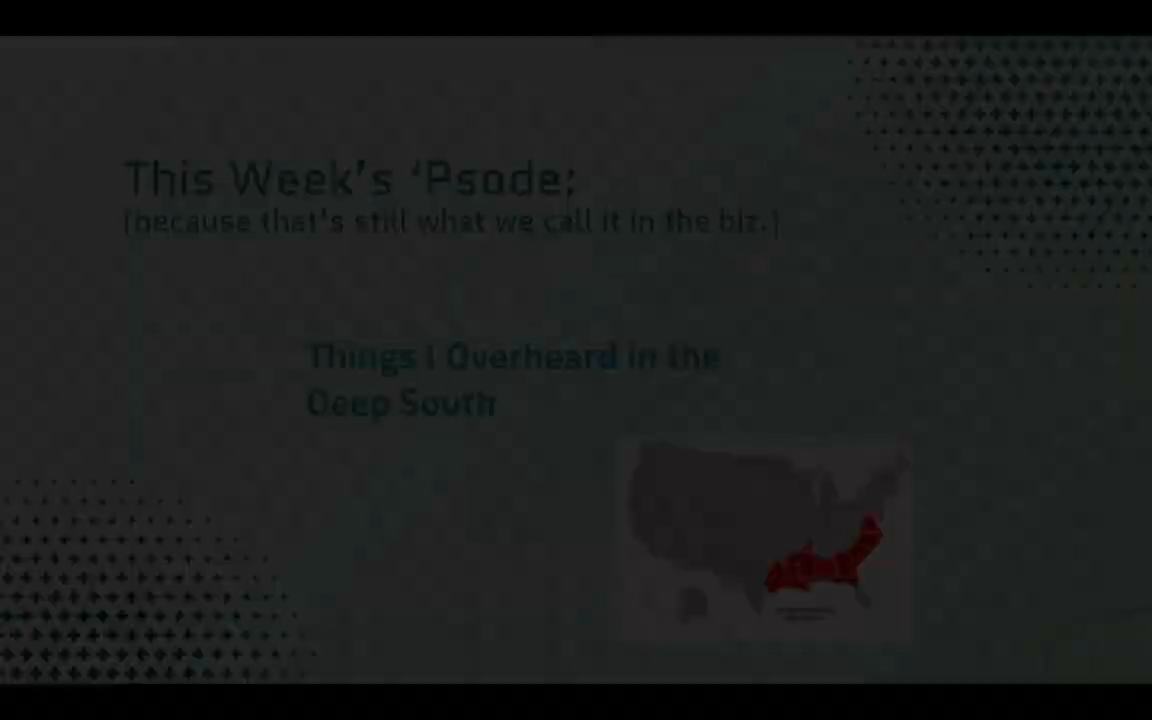 This Week's ‘Psode:
(because that's still what we call it in the biz.)
Things I Overheard in the
Deep South